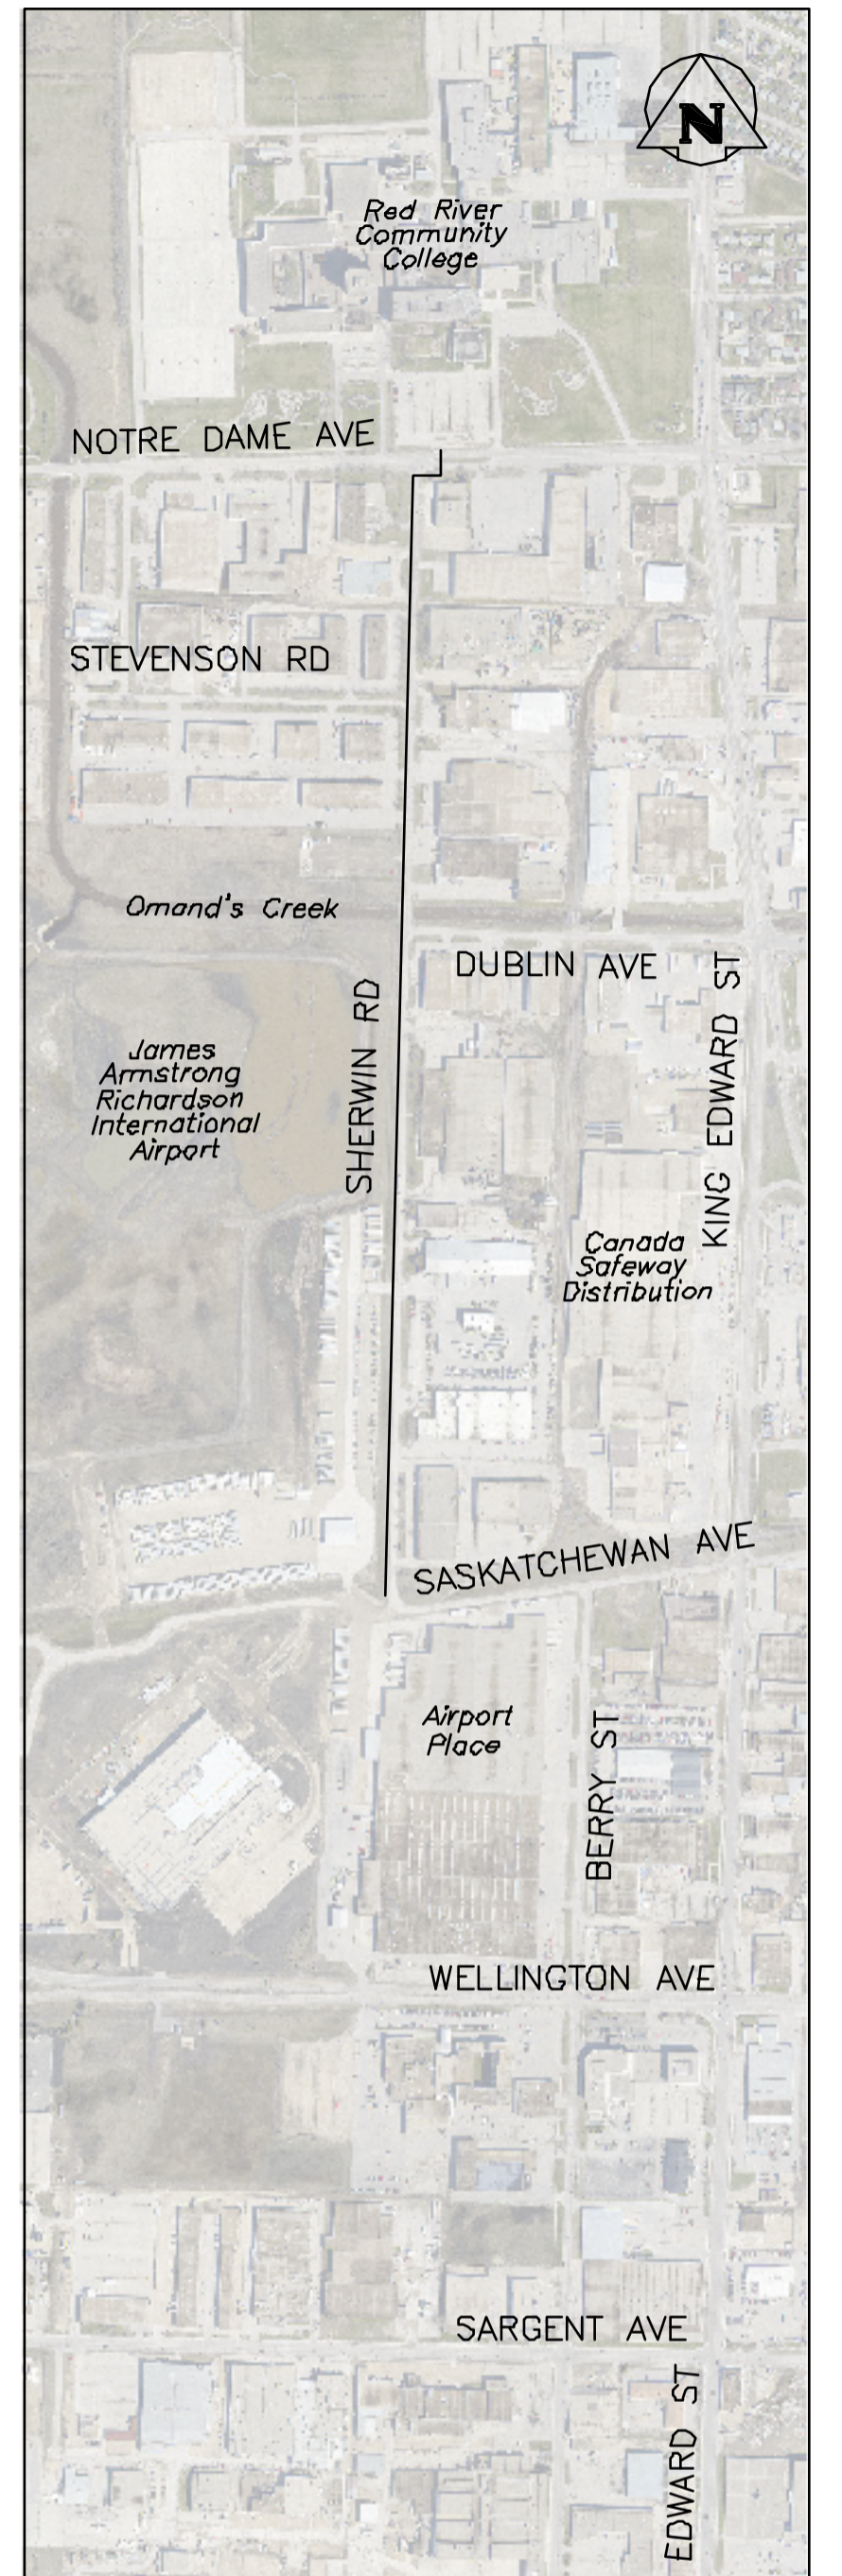 N
Red River
Community
College
NOTRE DAME AVE
STEVENSON RD
Omand's Creek
DUBLIN AVE
KING EDWARD ST
SHERWIN RD
James
Armstrong
Richardson
International
Airport
Canada
Safeway
Distribution
SASKATCHEWAN AVE
Airport
Place
BERRY ST
WELLINGTON AVE
SARGENT AVE
EDWARD ST